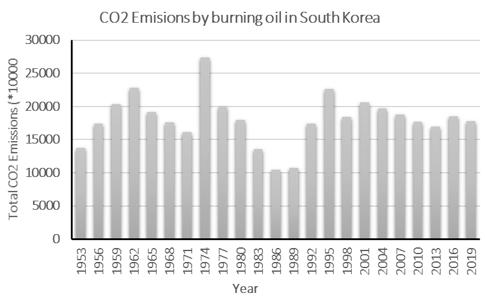 CO2 Emisions by burning oil in South Korea
Total CO2 Emissions (*10000
30000
25000
20000
15000
10000
5000
0
1953 1956 1959 1962 1965 1968 1971 1974 1977 1980 1983 1986 1989 1992 1995 1998 2001 2004 2007 2010 2013 2016 2019
Year